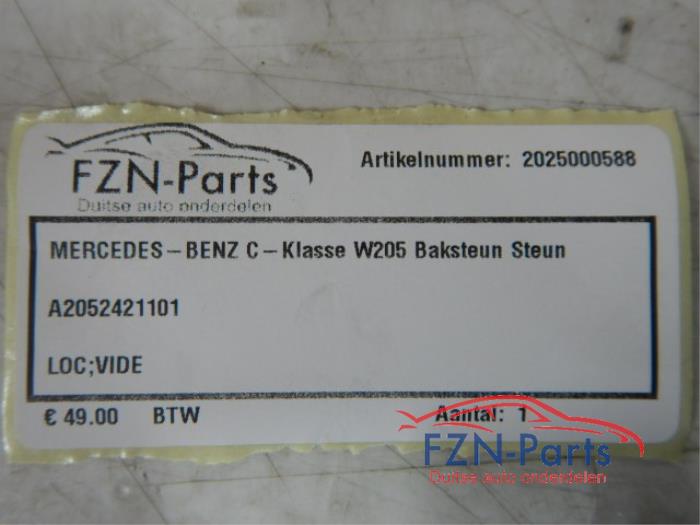 FZN-Parts
Duitse auto onderdelen
Artikelnummer: 2025000588
MERCEDES-BENZ C-Klasse W205 Baksteun Steun
A2052421101
LOC;VIDE
€ 49.00 BTW Aantal: 1
FZN-Parts
Duitse auto onderdelen